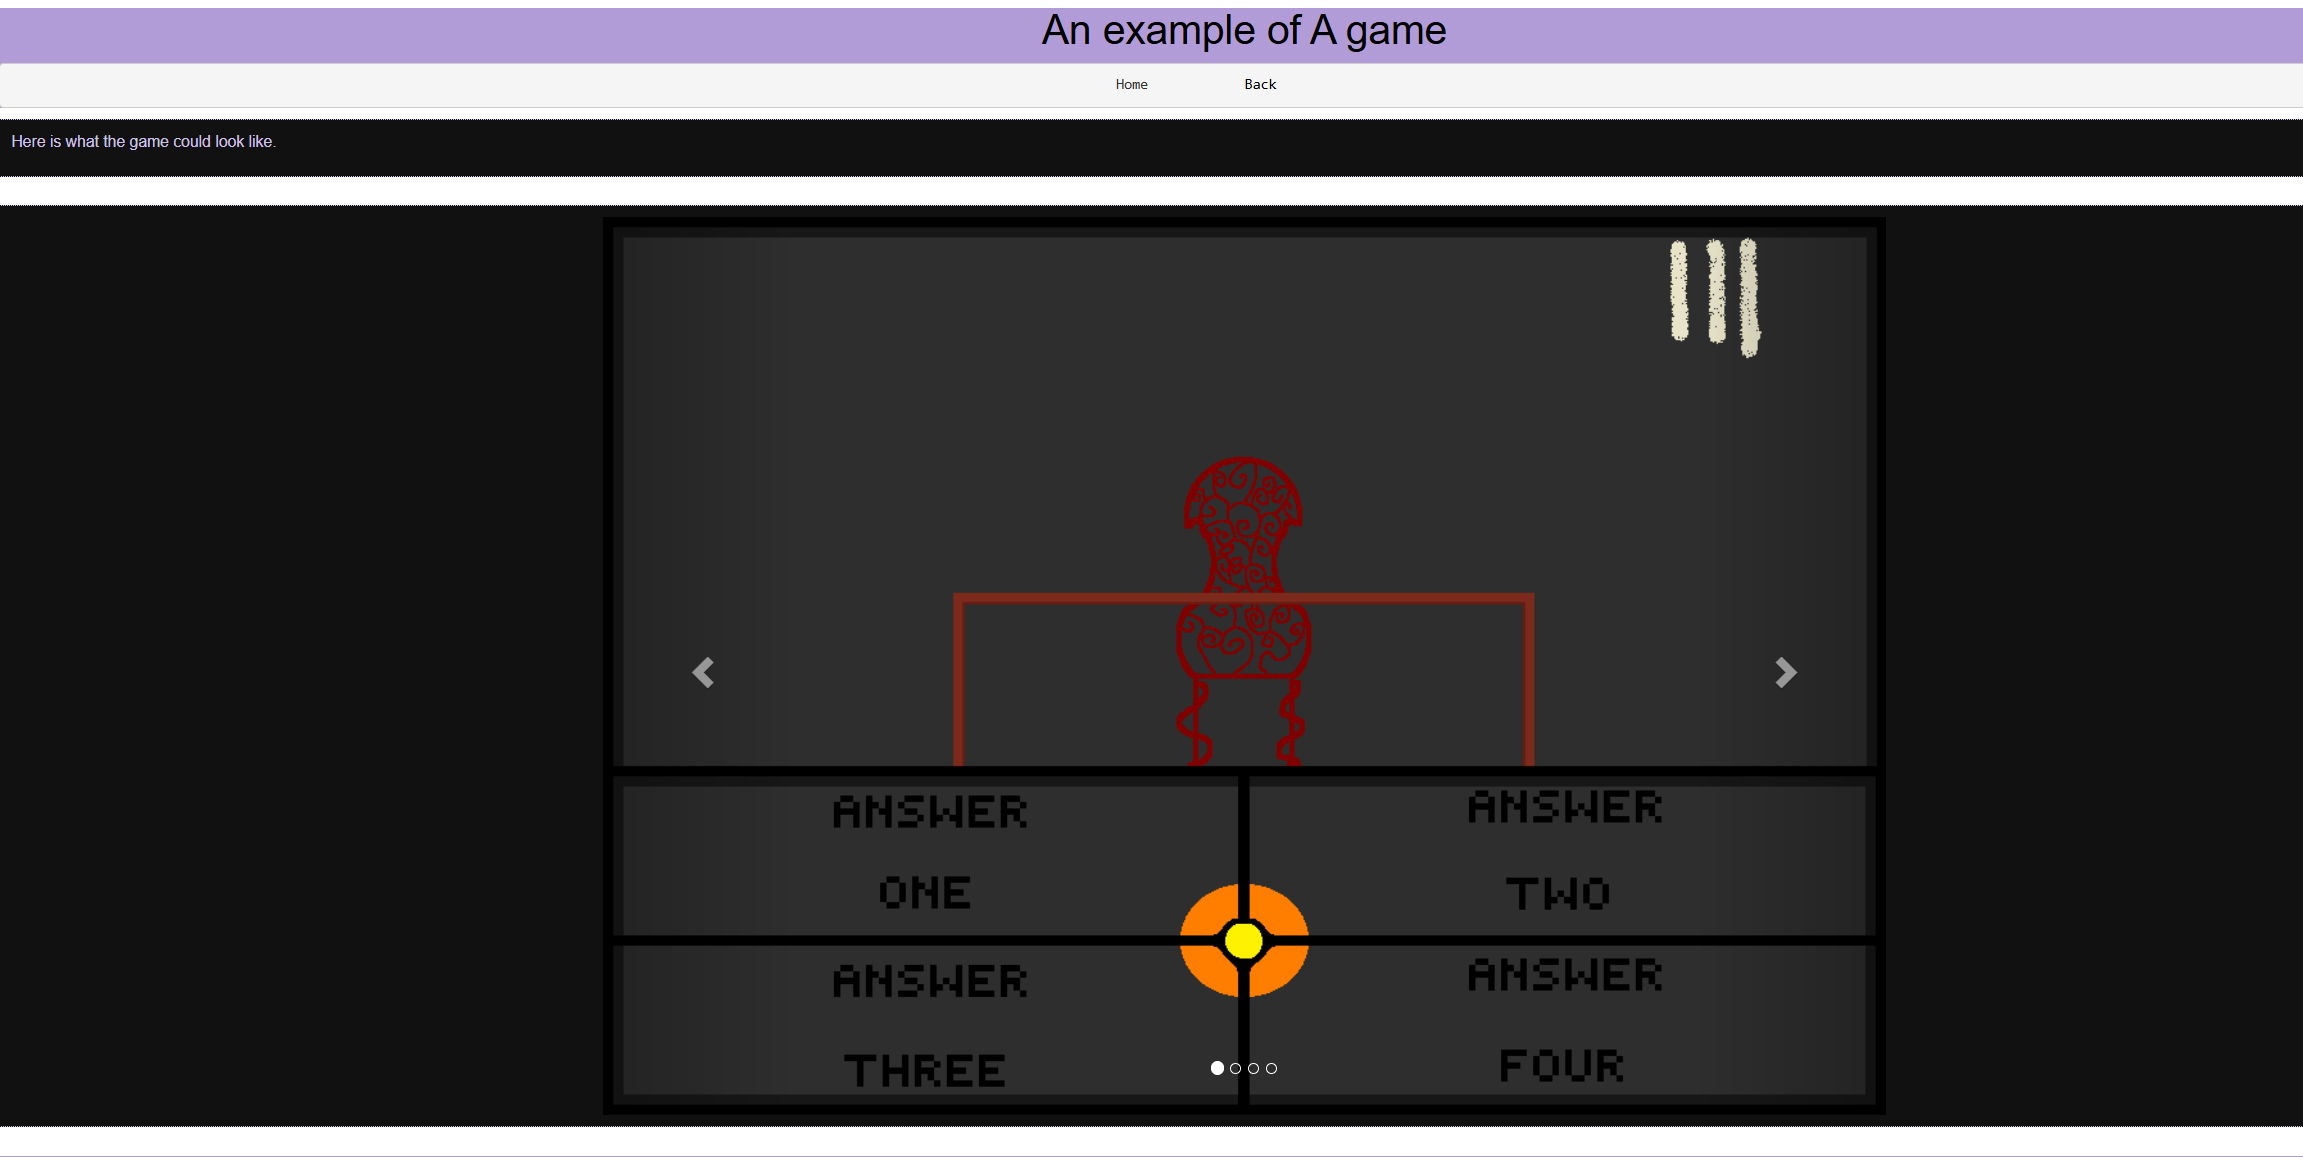 An example of A game
Home Back
Here is what the game could look like.
ANSWER
ONE
ANSWER
TWO
ANSWER
THREE
ANSWER
FOUR